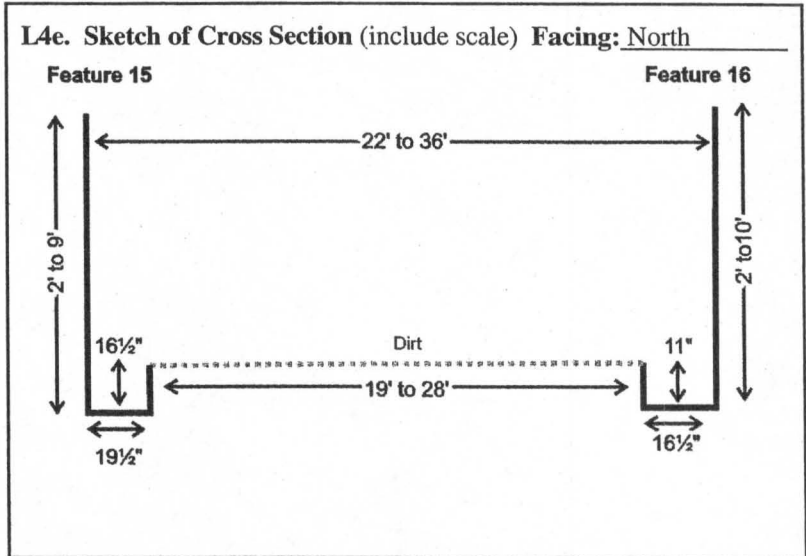 L4e. Sketch of Cross Section (include scale) Facing: North
Feature 15
Feature 16
22' to 36'
2' to 9'
2' to10'
16½"
Dirt
11"
19' to 28'
19½"
16½"